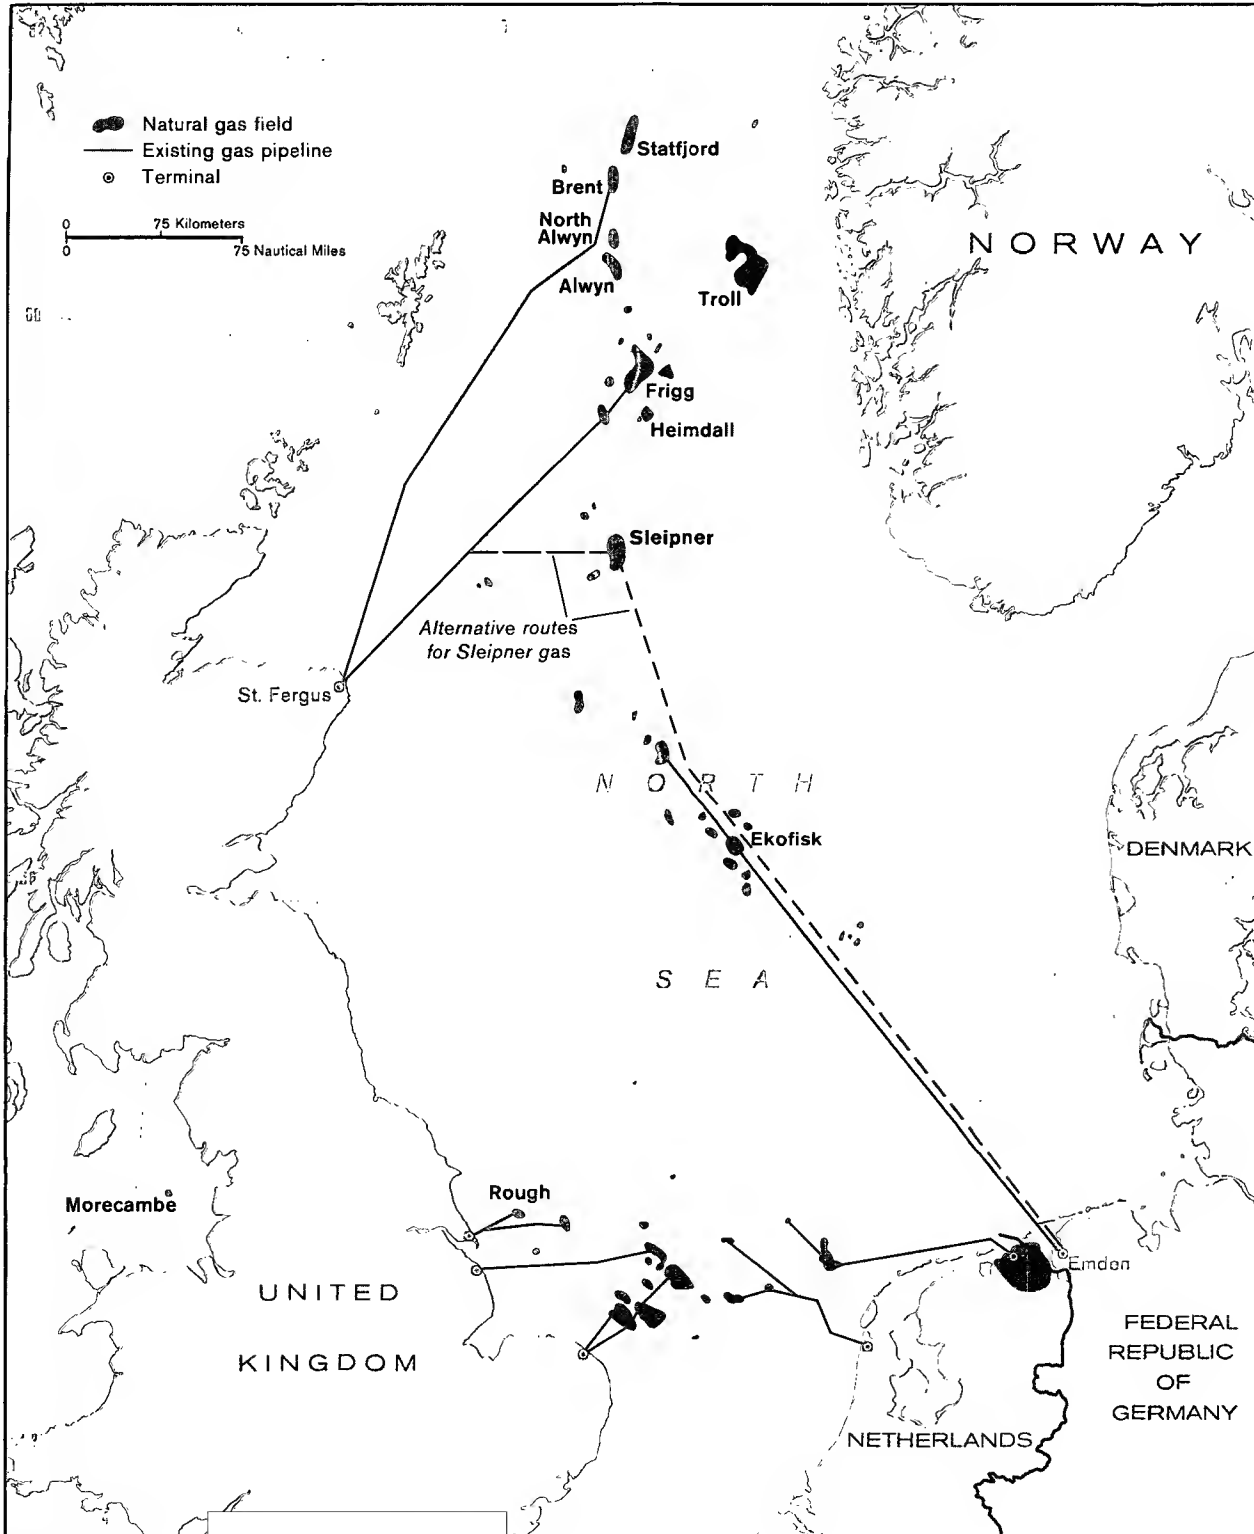 62
Natural gas field
Existing gas pipeline
Terminal
0 75 Kilometers
0 75 Nautical Miles
Statfjord
Brent
North
Alwyn
Alwyn
Troll
NORWAY
60
Frigg
Heimdall
Sleipner
Alternative routes
for Sleipner gas
St. Fergus
NORTH
Ekofisk
DENMARK
SEA
Morecambe
Rough
Emden
UNITED
KINGDOM
FEDERAL
REPUBLIC
OF
GERMANY
NETHERLANDS